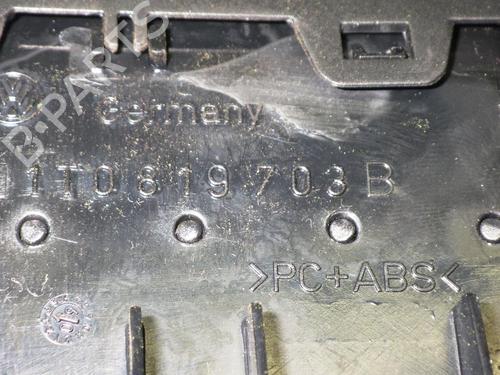 B-PARTS
Germany
1T0 819 703 B
>PC+ABS<